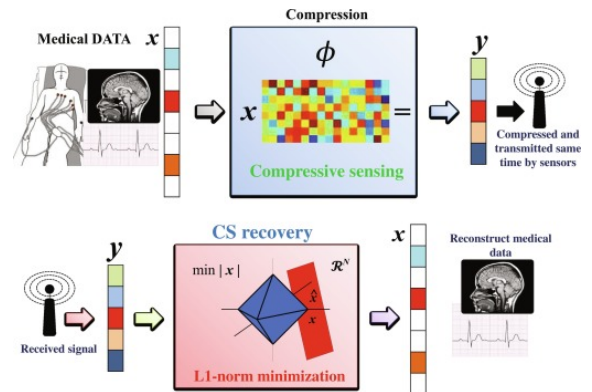 Compression
Medical DATA
x
ϕ
x
=
y
Compressive sensing
Compressed and
transmitted same
time by sensors
CS recovery
y
min | x |
ℛᴺ
x̂
x
L1-norm minimization
Received signal
x
Reconstruct medical
data